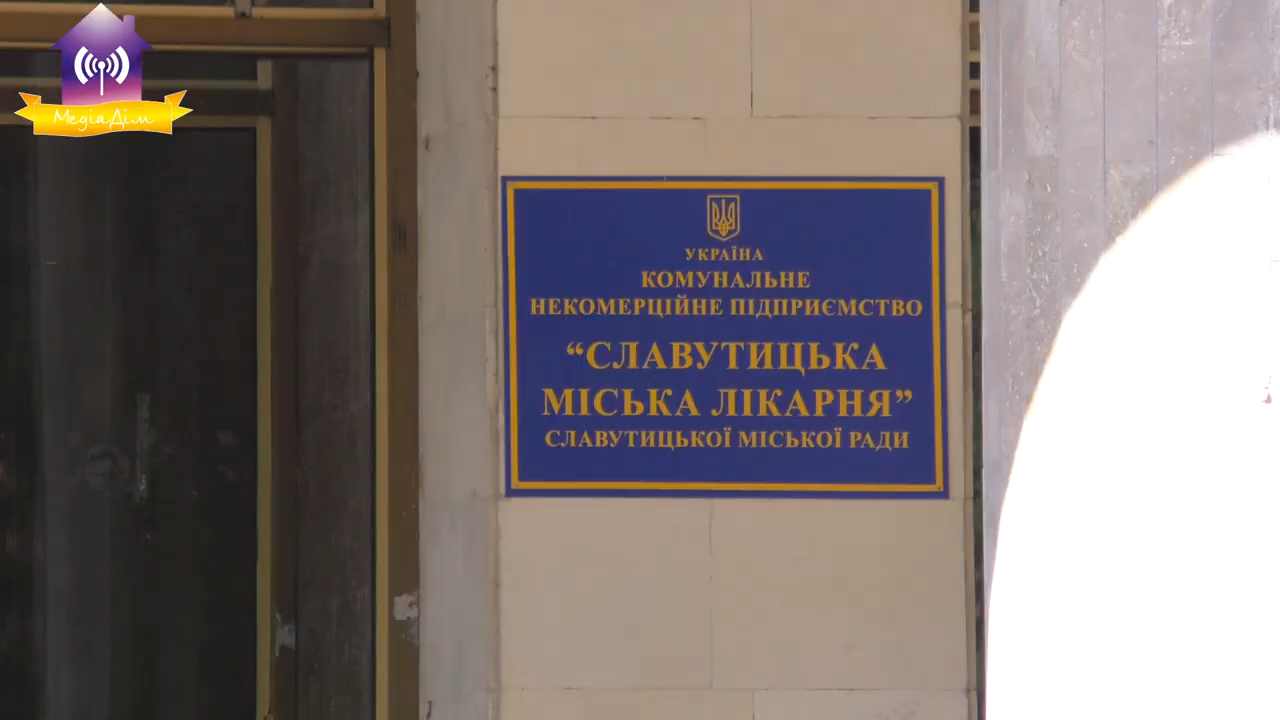 МедіаДім
УКРАЇНА
КОМУНАЛЬНЕ
НЕКОМЕРЦІЙНЕ ПІДПРИЄМСТВО
“СЛАВУТИЦЬКА
МІСЬКА ЛІКАРНЯ”
СЛАВУТИЦЬКОЇ МІСЬКОЇ РАДИ